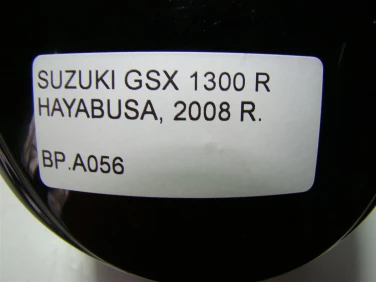 SUZUKI GSX 1300 R
HAYABUSA, 2008 R.
BP.A056